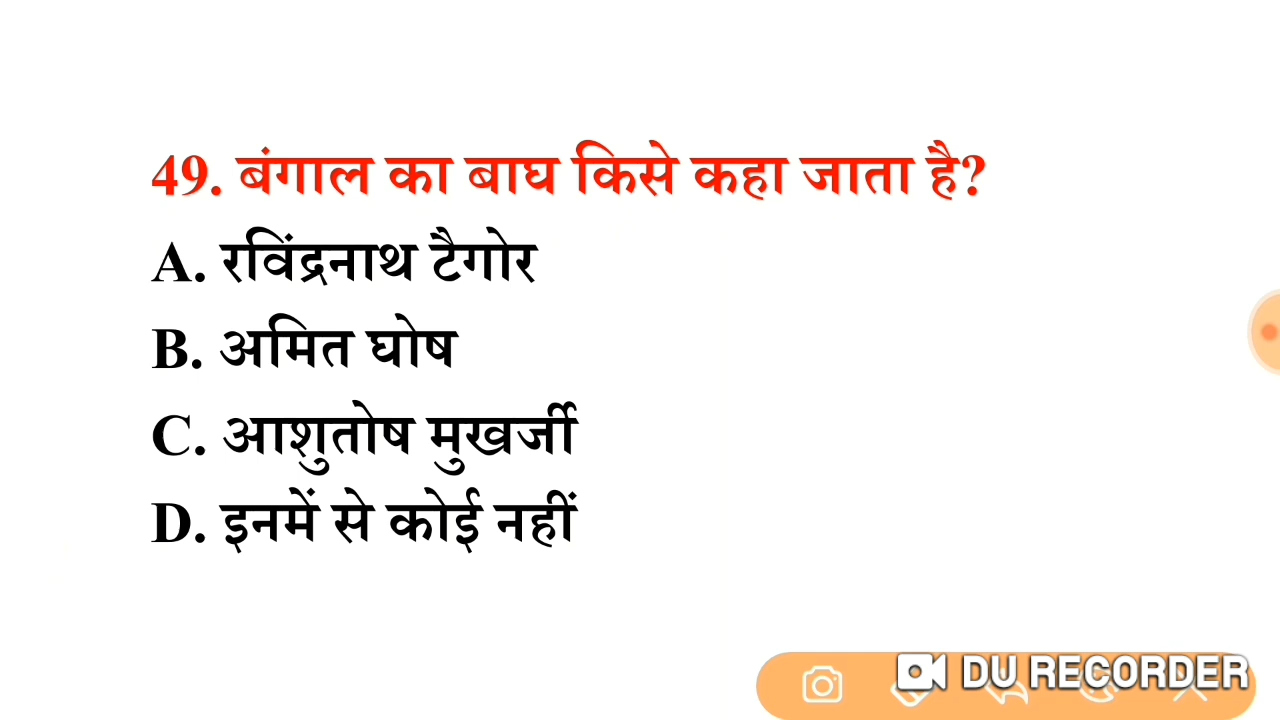 49. बंगाल का बाघ किसे कहा जाता है?
A. रविंद्रनाथ टैगोर
B. अमित घोष
C. आशुतोष मुखर्जी
D. इनमें से कोई नहीं
DU RECORDER